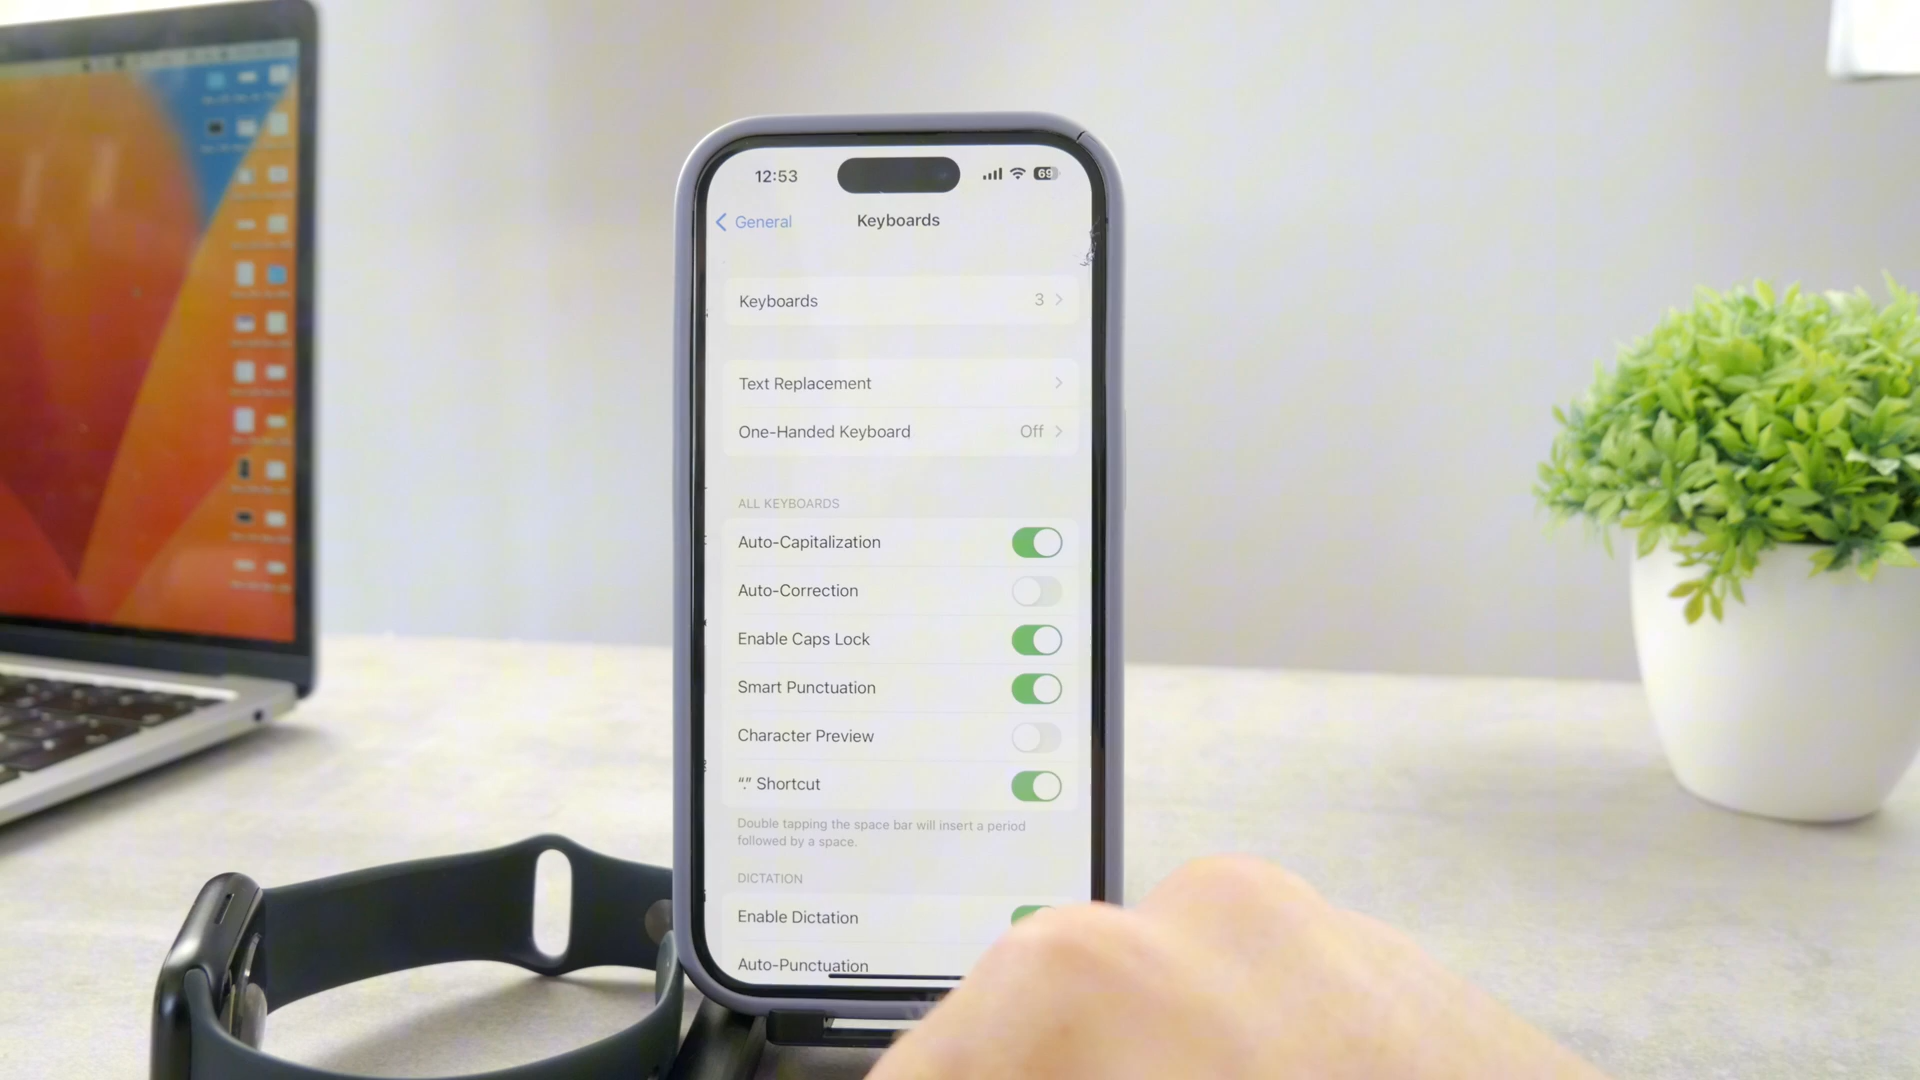 12:53
69
General
Keyboards
Keyboards 3
Text Replacement
One-Handed Keyboard Off
ALL KEYBOARDS
Auto-Capitalization
Auto-Correction
Enable Caps Lock
Smart Punctuation
Character Preview
“.” Shortcut
Double tapping the space bar will insert a period
followed by a space.
DICTATION
Enable Dictation
Auto-Punctuation